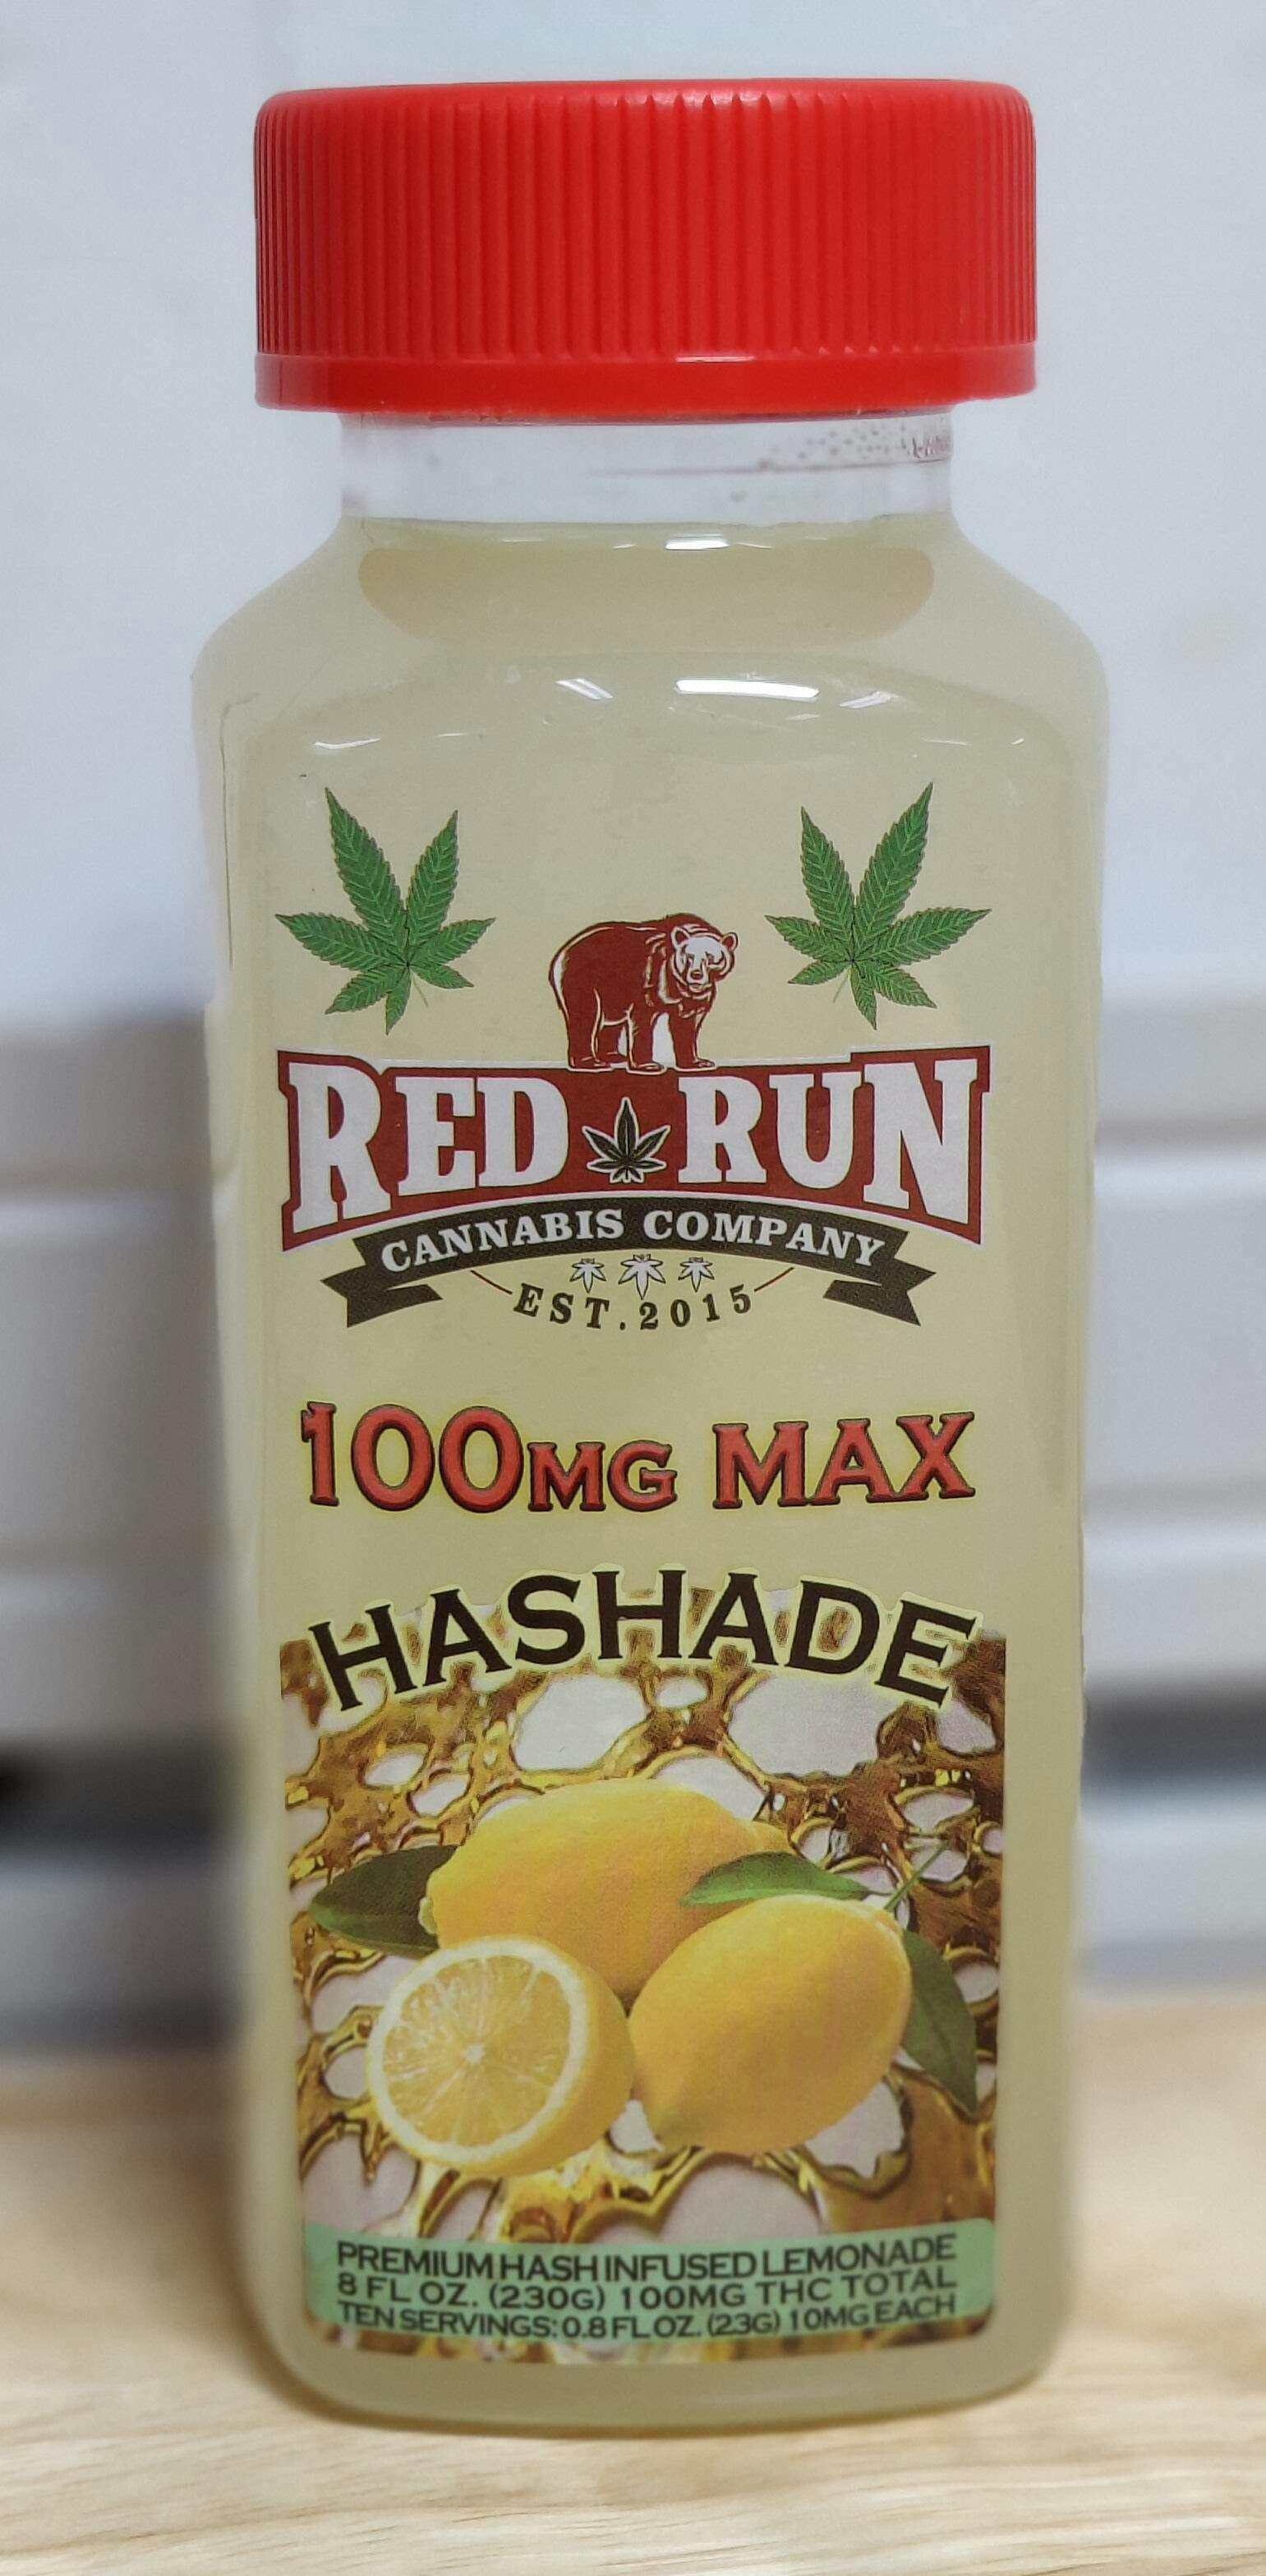 RED RUN
CANNABIS COMPANY
EST. 2015
100MG MAX
HASHADE
PREMIUM HASH INFUSED LEMONADE
8 FL OZ. (230G) 100MG THC TOTAL
TEN SERVINGS: 0.8 FL OZ. (23G) 10MG EACH